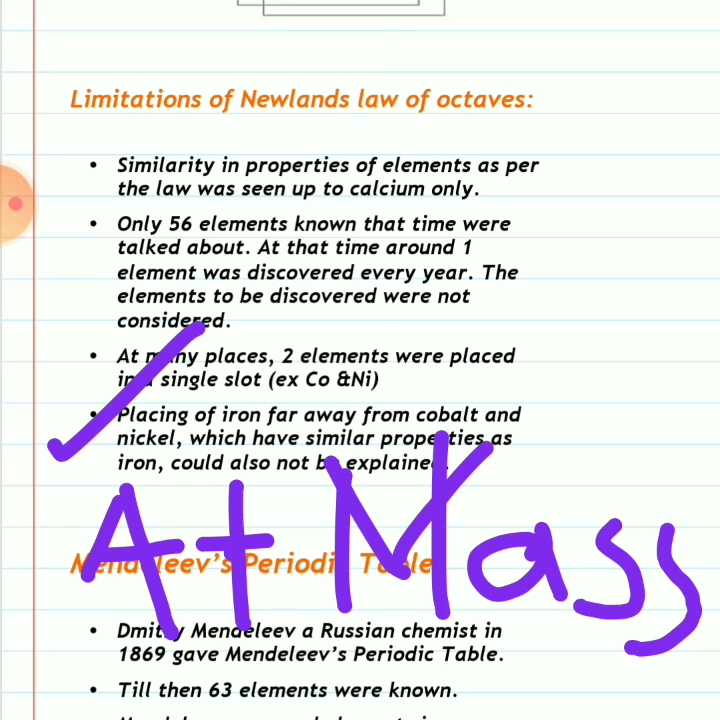 Limitations of Newlands law of octaves:
• Similarity in properties of elements as per
the law was seen up to calcium only.
• Only 56 elements known that time were
talked about. At that time around 1
element was discovered every year. The
elements to be discovered were not
considered.
• At many places, 2 elements were placed
in a single slot (ex Co &Ni)
• Placing of iron far away from cobalt and
nickel, which have similar properties as
iron, could also not be explained.
At Mass
Mendeleev's Periodic Table
• Dmitry Mendeleev a Russian chemist in
1869 gave Mendeleev's Periodic Table.
• Till then 63 elements were known.